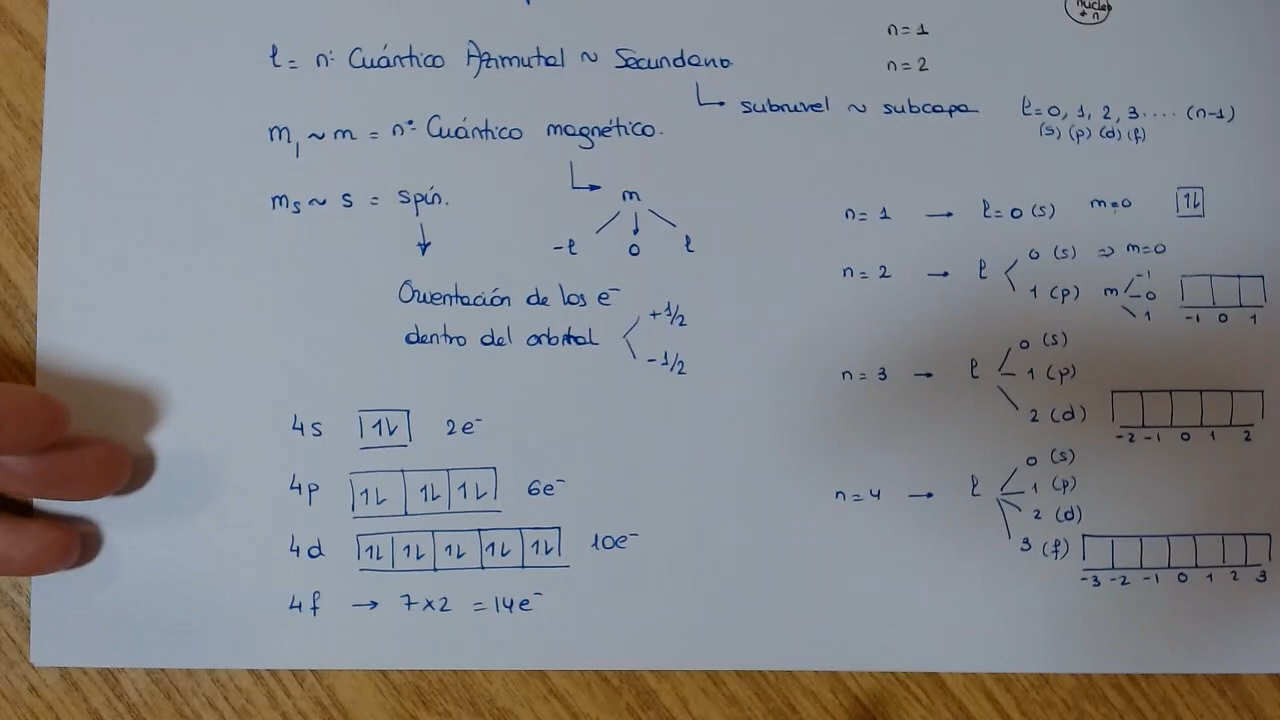 núcleo
+ n
n=1
n=2
l = nº Cuántico Azimutal ~ Secundario
↳ subnivel ~ subcapa l=0, 1, 2, 3.... (n-1)
(s) (p) (d) (f)
ml ~ m = nº Cuántico magnético.
↳ m
-l 0 l
ms ~ s = spín.
↓
Orientación de los e-
dentro del orbital < +1/2
-1/2
4s 1L 2e-
4p 1L 1L 1L 6e-
4d 1L 1L 1L 1L 1L 10e-
4f → 7x2 = 14e-
n=1 → l=0 (s) m=0 1L
n=2 → l < 0 (s) ⇒ m=0
1 (p) m -1 0 1
-1 0 1
n=3 → l 0 (s)
1 (p)
2 (d)
-2 -1 0 1 2
n=4 → l 0 (s)
1 (p)
2 (d)
3 (f)
-3 -2 -1 0 1 2 3